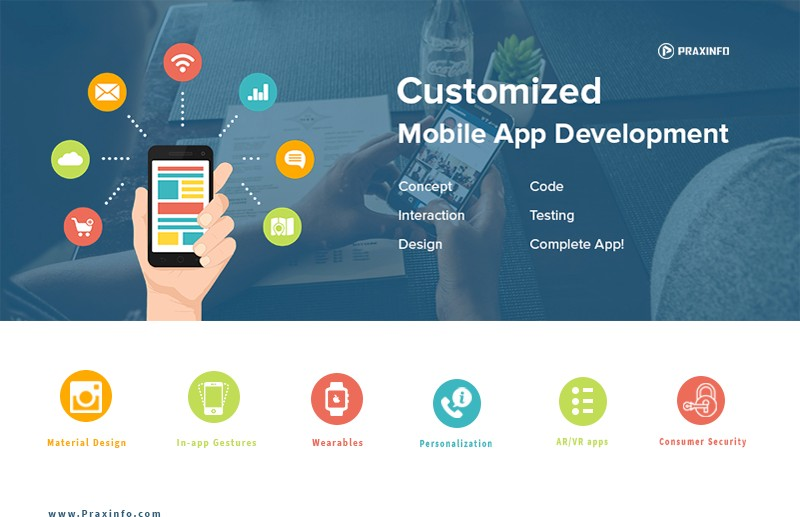 PRAXINFO
Customized
Mobile App Development
Concept
Interaction
Design
Code
Testing
Complete App!
Material Design
In-app Gestures
Wearables
Personalization
AR/VR apps
Consumer Security
www.Praxinfo.com